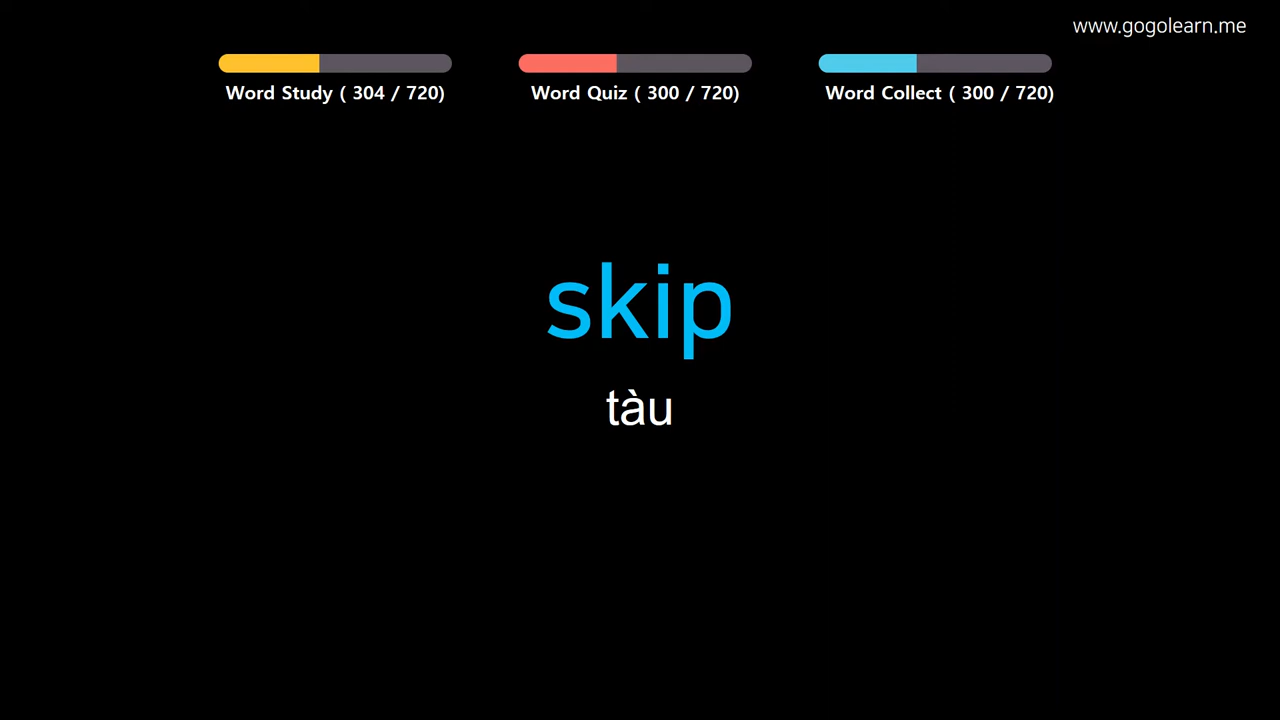 www.gogolearn.me
Word Study ( 304 / 720)
Word Quiz ( 300 / 720)
Word Collect ( 300 / 720)
skip
tàu